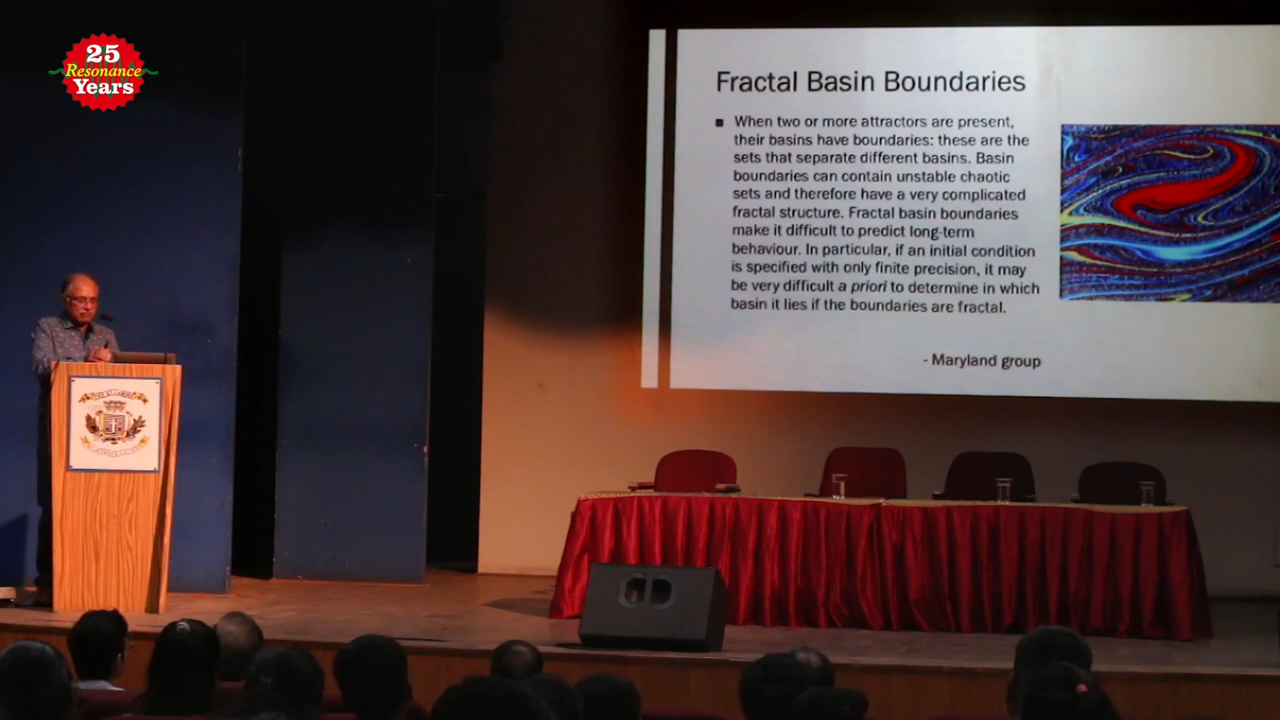 25
Resonance
Years
Fractal Basin Boundaries
When two or more attractors are present,
their basins have boundaries: these are the
sets that separate different basins. Basin
boundaries can contain unstable chaotic
sets and therefore have a very complicated
fractal structure. Fractal basin boundaries
make it difficult to predict long-term
behaviour. In particular, if an initial condition
is specified with only finite precision, it may
be very difficult a priori to determine in which
basin it lies if the boundaries are fractal.
- Maryland group